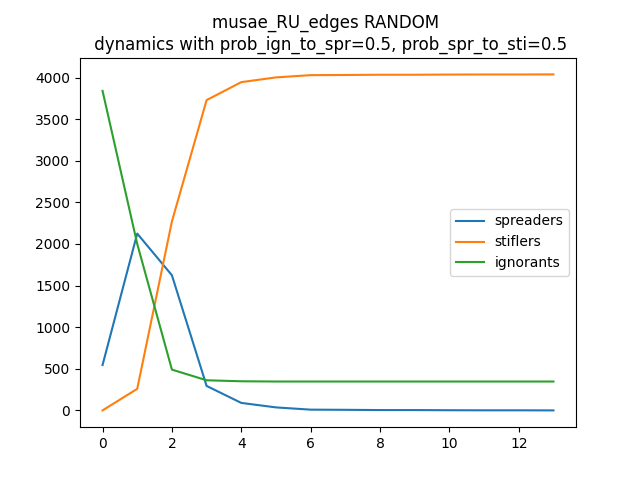 musae_RU_edges RANDOM
dynamics with prob_ign_to_spr=0.5, prob_spr_to_sti=0.5
4000
3500
3000
2500
2000
1500
1000
500
0
spreaders
stiflers
ignorants
0 2 4 6 8 10 12